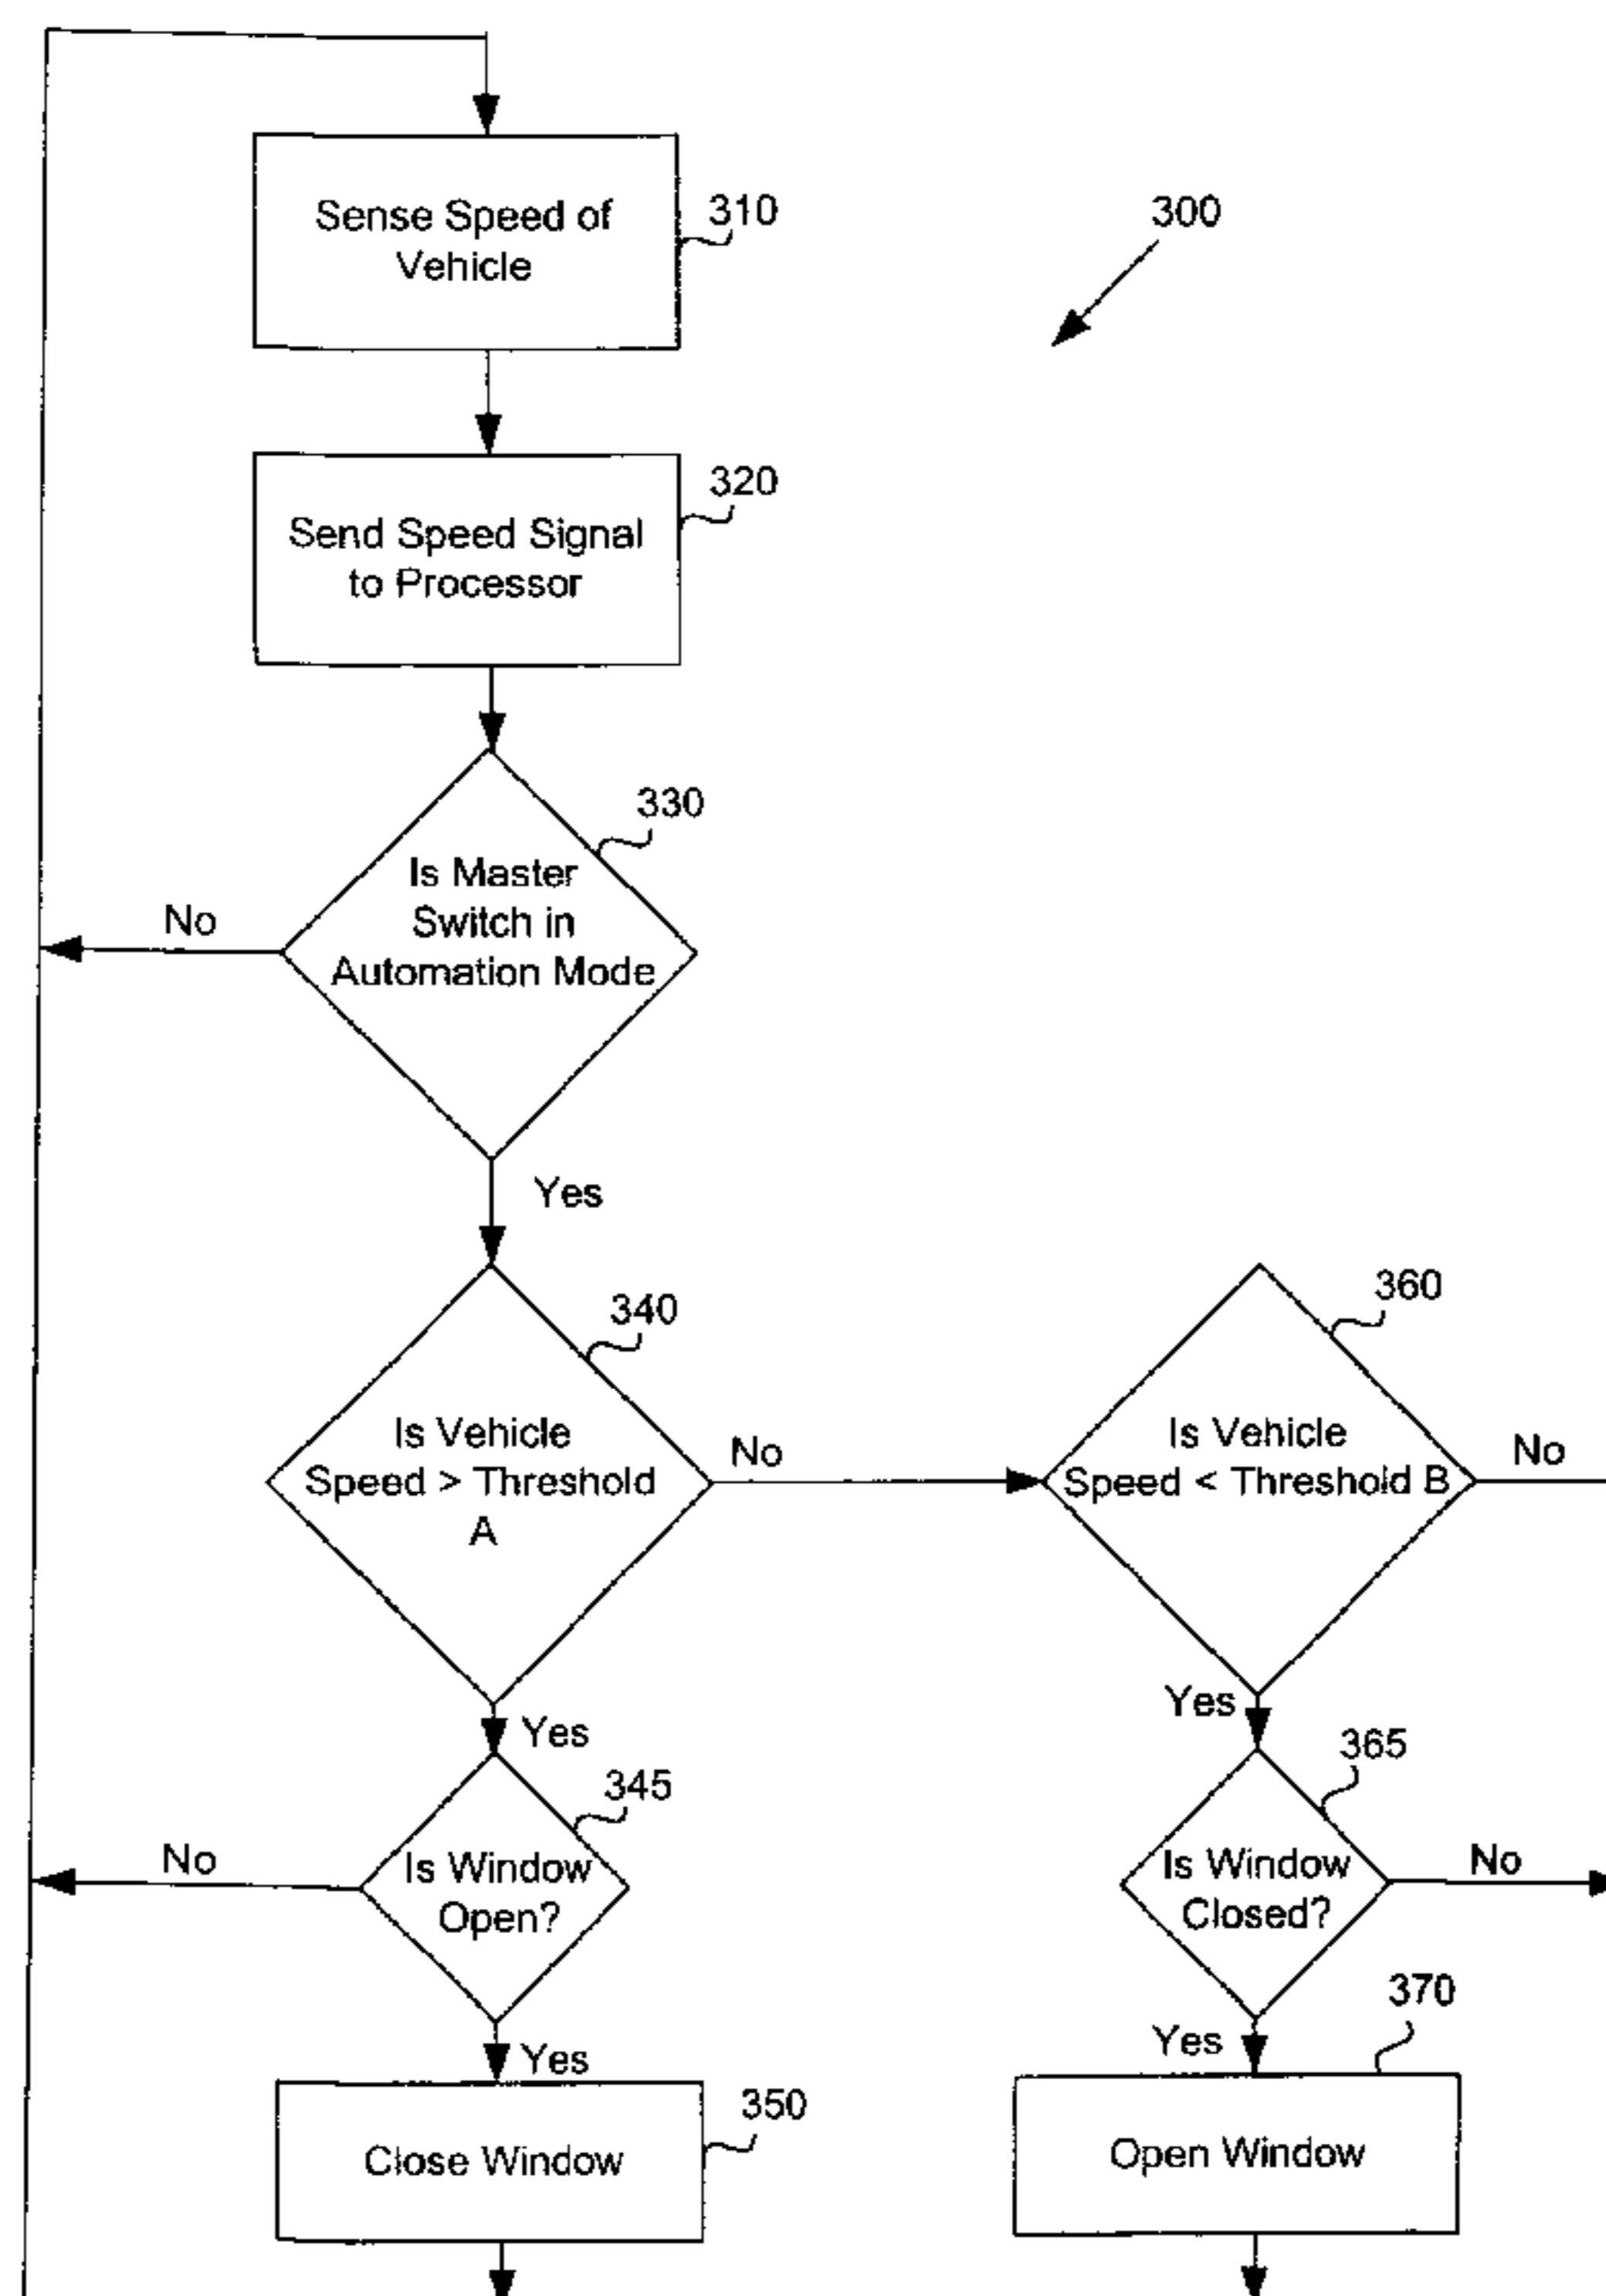 Sense Speed of
Vehicle
310
300
Send Speed Signal
to Processor
320
330
Is Master
Switch in
Automation Mode
No
Yes
340
Is Vehicle
Speed > Threshold
A
No
360
Is Vehicle
Speed < Threshold B
No
Yes
Yes
345
Is Window
Open?
No
365
Is Window
Closed?
No
Yes
Yes
350
Close Window
370
Open Window